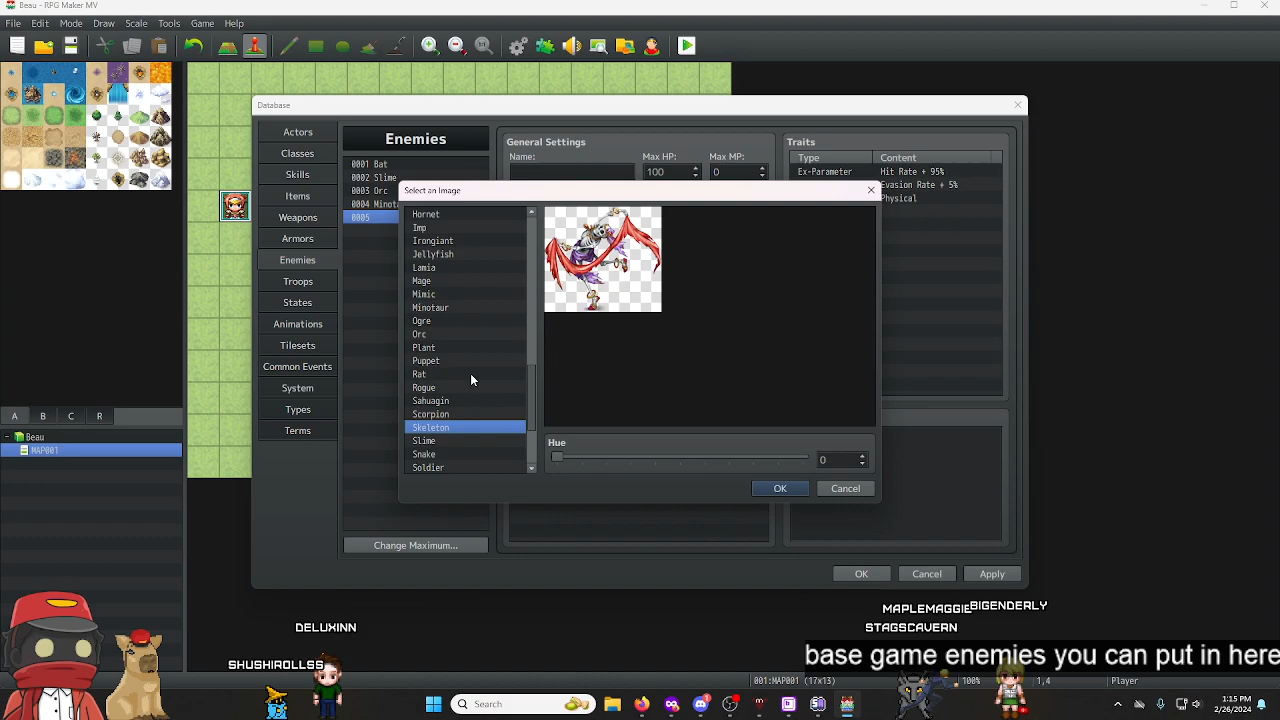 Beau - RPG Maker MV
File Edit Mode Draw Scale Tools Game Help
Database
Actors
Classes
Skills
Items
Weapons
Armors
Enemies
Troops
States
Animations
Tilesets
Common Events
System
Types
Terms
Enemies
0001 Bat
0002 Slime
0003 Orc
0004 Minota
0005
Change Maximum...
General Settings
Name: Max HP: Max MP:
100 0
Traits
Type Content
Ex-Parameter Hit Rate + 95%
Evasion Rate + 5%
Physical
Select an Image
Hornet
Imp
Irongiant
Jellyfish
Lamia
Mage
Mimic
Minotaur
Ogre
Orc
Plant
Puppet
Rat
Rogue
Sahuagin
Scorpion
Skeleton
Slime
Snake
Soldier
Hue
0
OK Cancel
OK Cancel Apply
A B C R
Beau
MAP001
DELUXINN
SHUSHIROLLSS
MAPLEMAGGIE
BIGENDERLY
STAGSCAVERN
base game enemies you can put in here
001:MAP001 (17x13) 100% 1,4 Player
Search
1:15 PM
2/26/2024